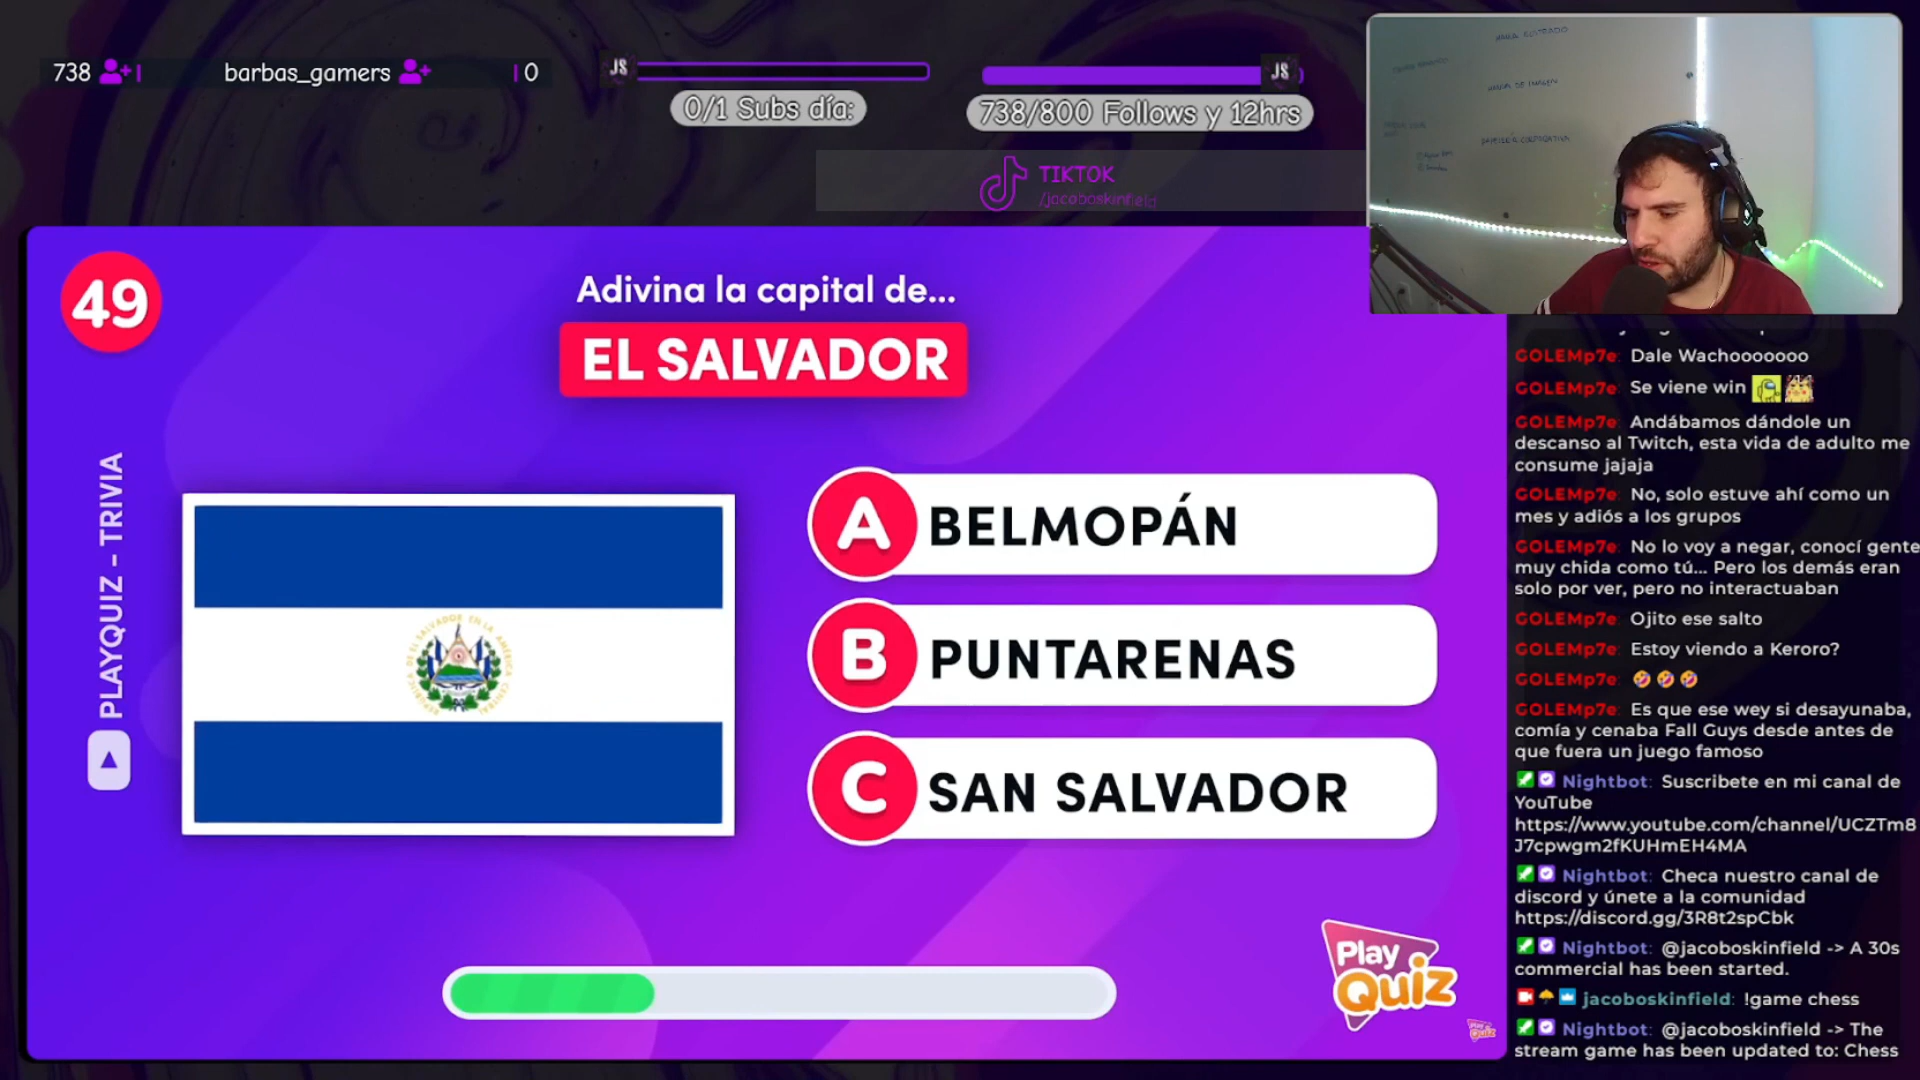 738
barbas_gamers
0
JS
0/1 Subs día:
JS
738/800 Follows y 12hrs
TIKTOK
/jacoboskinfield
49
Adivina la capital de...
EL SALVADOR
PLAYQUIZ - TRIVIA
A BELMOPÁN
B PUNTARENAS
C SAN SALVADOR
Play
Quiz
GOLEMp7e: Dale Wachooooooo
GOLEMp7e: Se viene win
GOLEMp7e: Andábamos dándole un
descanso al Twitch, esta vida de adulto me
consume jajaja
GOLEMp7e: No, solo estuve ahí como un
mes y adiós a los grupos
GOLEMp7e: No lo voy a negar, conocí gente
muy chida como tú... Pero los demás eran
solo por ver, pero no interactuaban
GOLEMp7e: Ojito ese salto
GOLEMp7e: Estoy viendo a Keroro?
GOLEMp7e: 🤣🤣🤣
GOLEMp7e: Es que ese wey si desayunaba,
comía y cenaba Fall Guys desde antes de
que fuera un juego famoso
Nightbot: Suscribete en mi canal de
YouTube
https://www.youtube.com/channel/UCZTm8
J7cpwgm2fKUHmEH4MA
Nightbot: Checa nuestro canal de
discord y únete a la comunidad
https://discord.gg/3R8t2spCbk
Nightbot: @jacoboskinfield -> A 30s
commercial has been started.
jacoboskinfield: !game chess
Nightbot: @jacoboskinfield -> The
stream game has been updated to: Chess